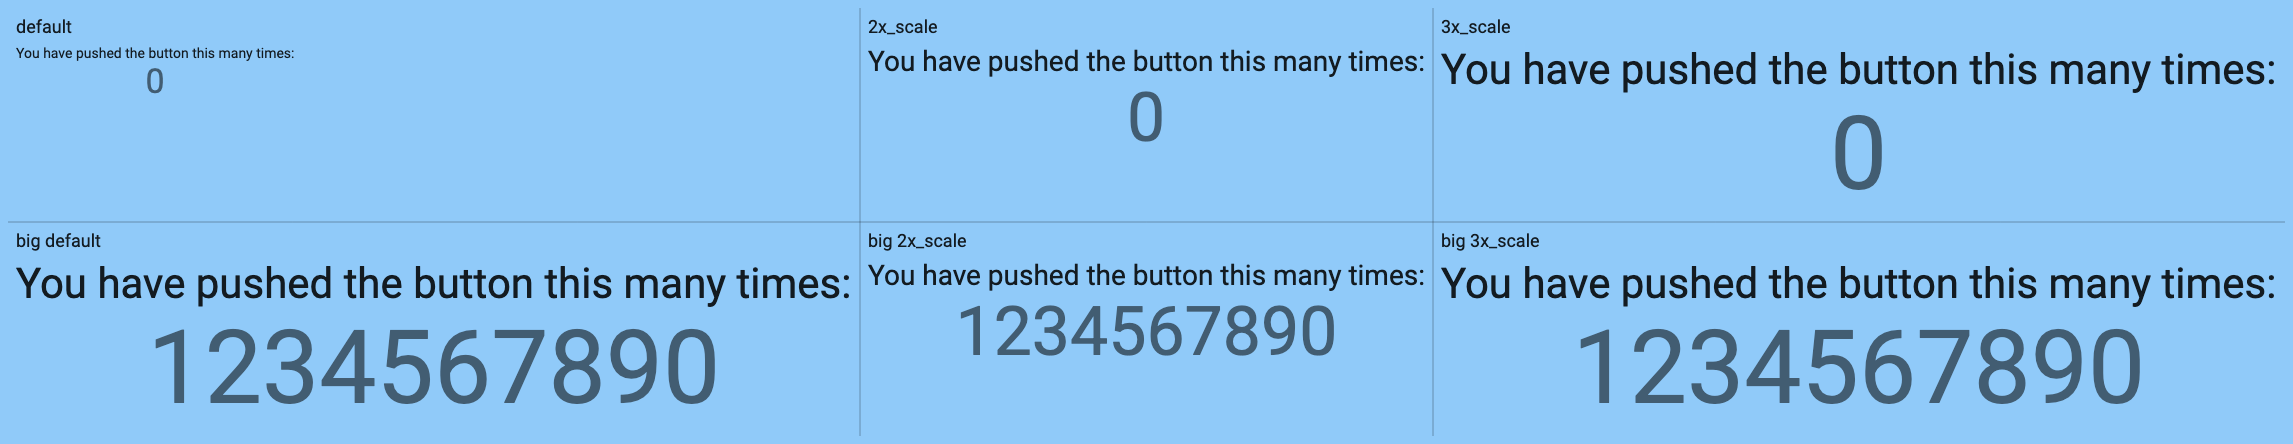 default
You have pushed the button this many times:
0
2x_scale
You have pushed the button this many times:
0
3x_scale
You have pushed the button this many times:
0
big default
You have pushed the button this many times:
1234567890
big 2x_scale
You have pushed the button this many times:
1234567890
big 3x_scale
You have pushed the button this many times:
1234567890